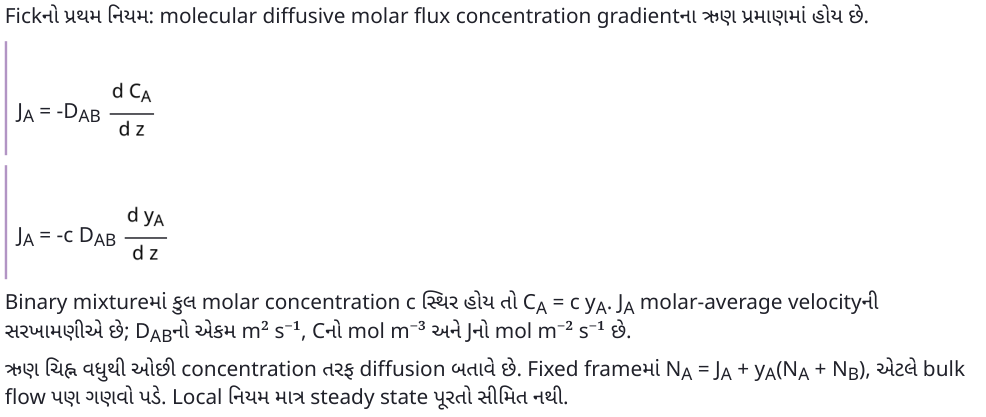 Fickનો પ્રથમ નિયમ: molecular diffusive molar flux concentration gradientના ઋણ પ્રમાણમાં હોય છે.
J_A = -D_AB d C_A / d z
J_A = -c D_AB d y_A / d z
Binary mixtureમાં કુલ molar concentration c સ્થિર હોય તો C_A = c y_A. J_A molar-average velocityની
સરખામણીએ છે; D_ABનો એકમ m² s⁻¹, Cનો mol m⁻³ અને Jનો mol m⁻² s⁻¹ છે.
ઋણ ચિહ્ન વધુથી ઓછી concentration તરફ diffusion બતાવે છે. Fixed frameમાં N_A = J_A + y_A(N_A + N_B), એટલે bulk
flow પણ ગણવો પડે. Local નિયમ માત્ર steady state પૂરતો સીમિત નથી.